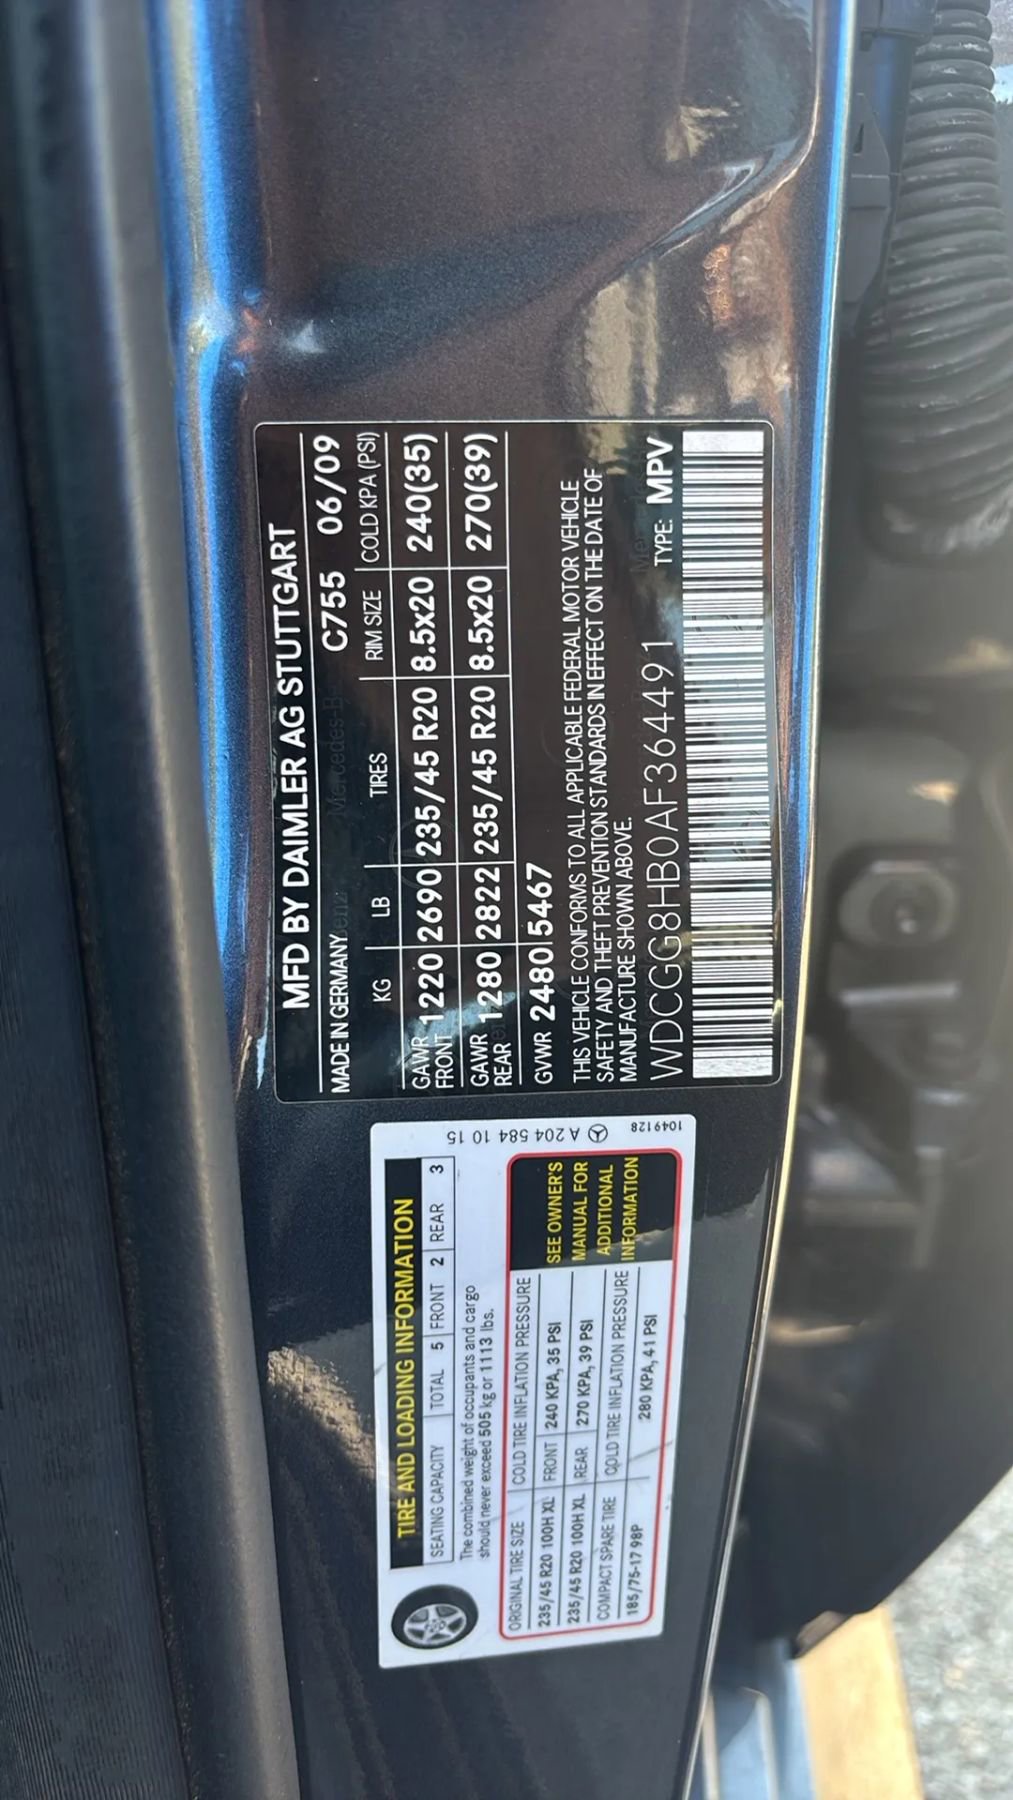 MFD BY DAIMLER AG STUTTGART
MADE IN GERMANY C755 06/09
KG LB TIRES RIM SIZE COLD KPA (PSI)
GAWR FRONT 1220 2690 235/45 R20 8.5x20 240(35)
GAWR REAR 1280 2822 235/45 R20 8.5x20 270(39)
GVWR 2480 5467
THIS VEHICLE CONFORMS TO ALL APPLICABLE FEDERAL MOTOR VEHICLE
SAFETY AND THEFT PREVENTION STANDARDS IN EFFECT ON THE DATE OF
MANUFACTURE SHOWN ABOVE.
WDCGG8HB0AF364491 TYPE: MPV
TIRE AND LOADING INFORMATION
SEATING CAPACITY TOTAL 5 FRONT 2 REAR 3
The combined weight of occupants and cargo
should never exceed 505 kg or 1113 lbs.
ORIGINAL TIRE SIZE COLD TIRE INFLATION PRESSURE
235/45 R20 100H XL FRONT 240 KPA, 35 PSI
235/45 R20 100H XL REAR 270 KPA, 39 PSI
COMPACT SPARE TIRE COLD TIRE INFLATION PRESSURE
185/75-17 98P 280 KPA, 41 PSI
SEE OWNER'S
MANUAL FOR
ADDITIONAL
INFORMATION
A 204 584 10 15
1049128